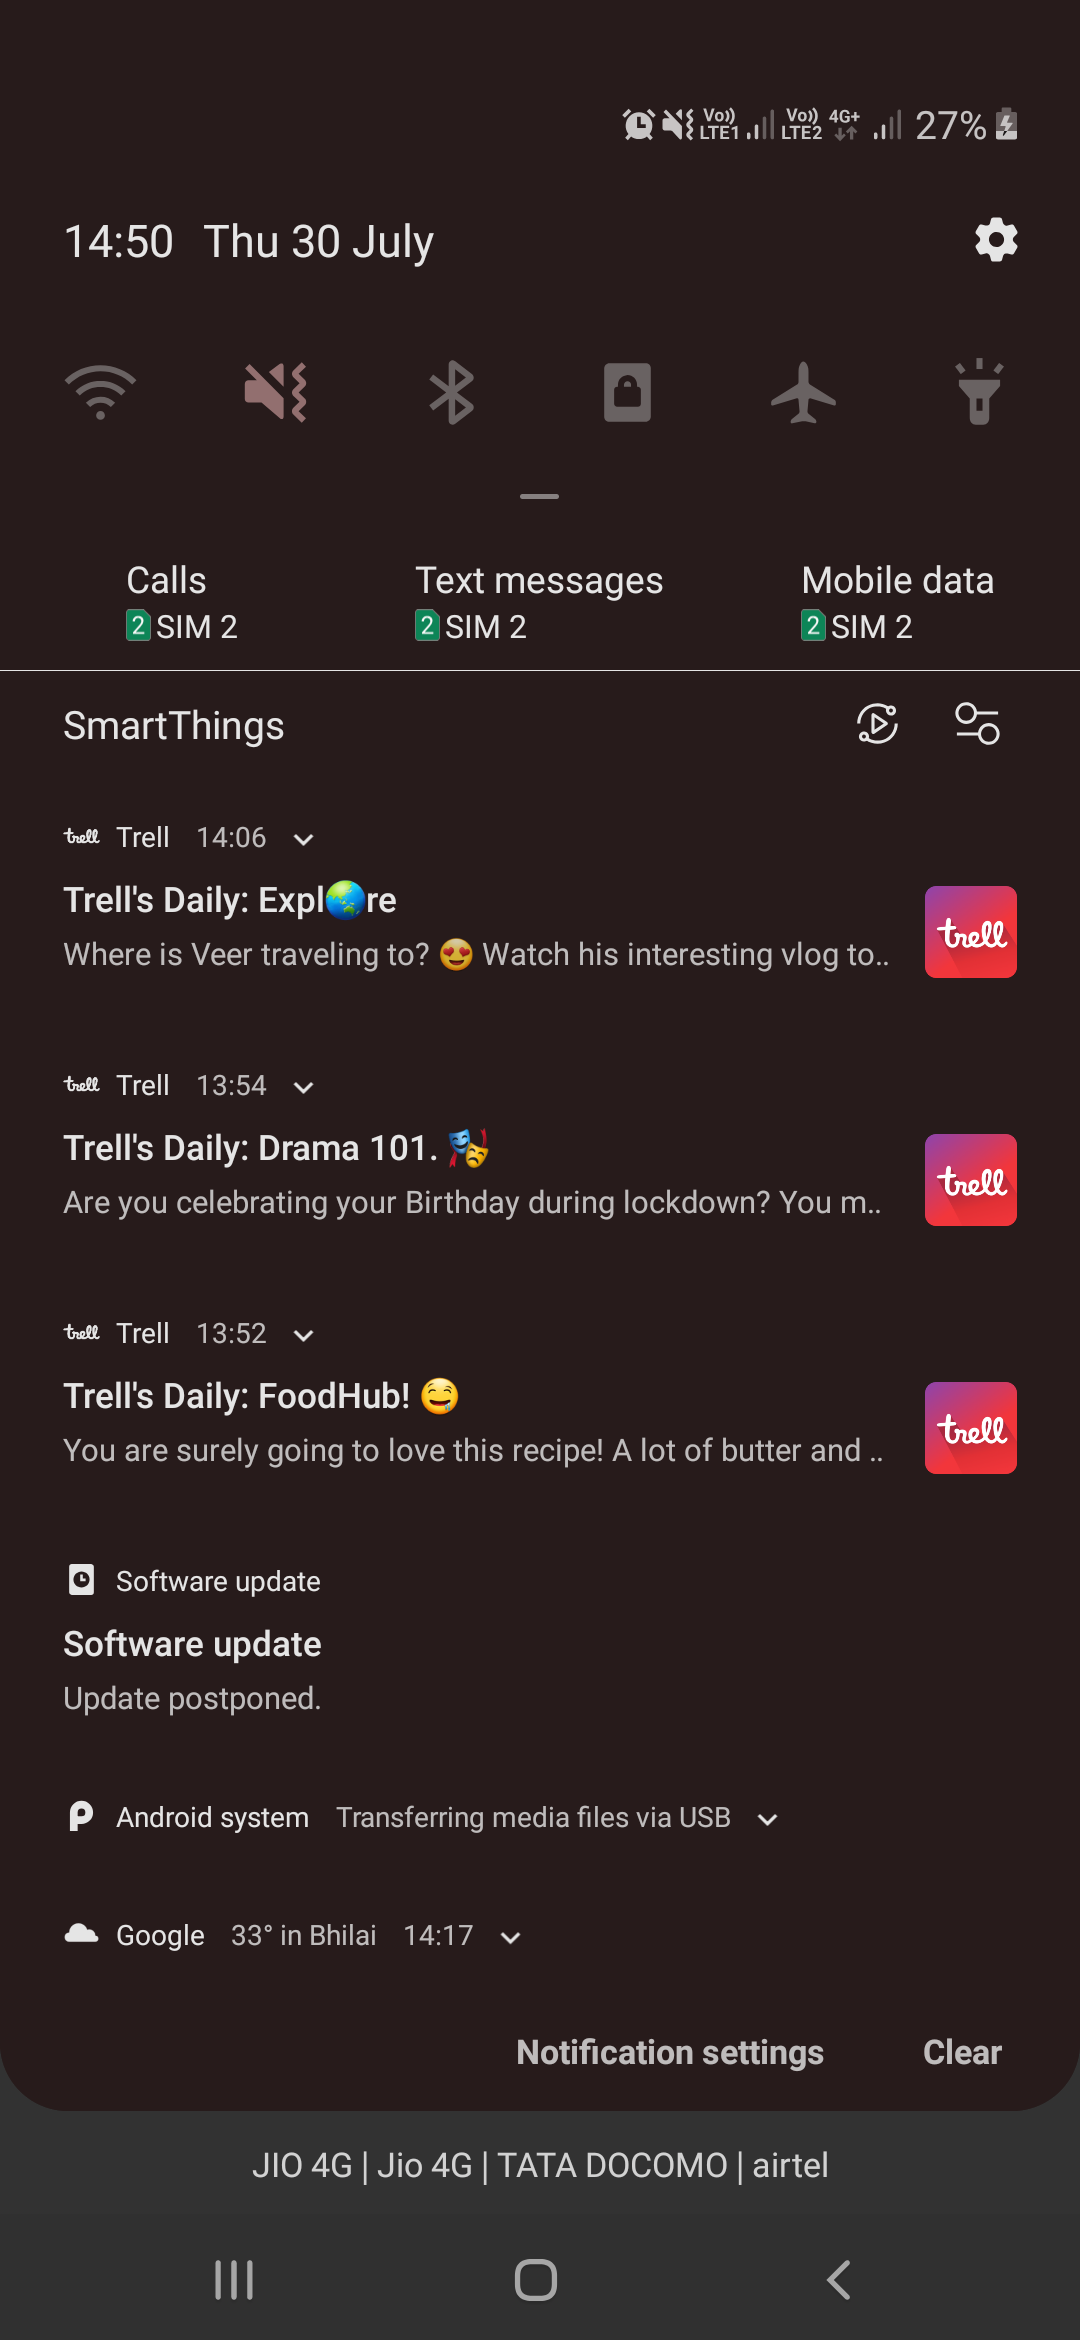 Vo)) LTE1 Vo)) LTE2 4G+ 27%
14:50 Thu 30 July
Calls Text messages Mobile data
2 SIM 2 2 SIM 2 2 SIM 2
SmartThings
trell Trell 14:06
Trell's Daily: Expl🌏re
Where is Veer traveling to? 😍 Watch his interesting vlog to..
trell
trell Trell 13:54
Trell's Daily: Drama 101. 🎭
Are you celebrating your Birthday during lockdown? You m..
trell
trell Trell 13:52
Trell's Daily: FoodHub! 🤤
You are surely going to love this recipe! A lot of butter and ..
trell
Software update
Software update
Update postponed.
Android system Transferring media files via USB
Google 33° in Bhilai 14:17
Notification settings Clear
JIO 4G | Jio 4G | TATA DOCOMO | airtel